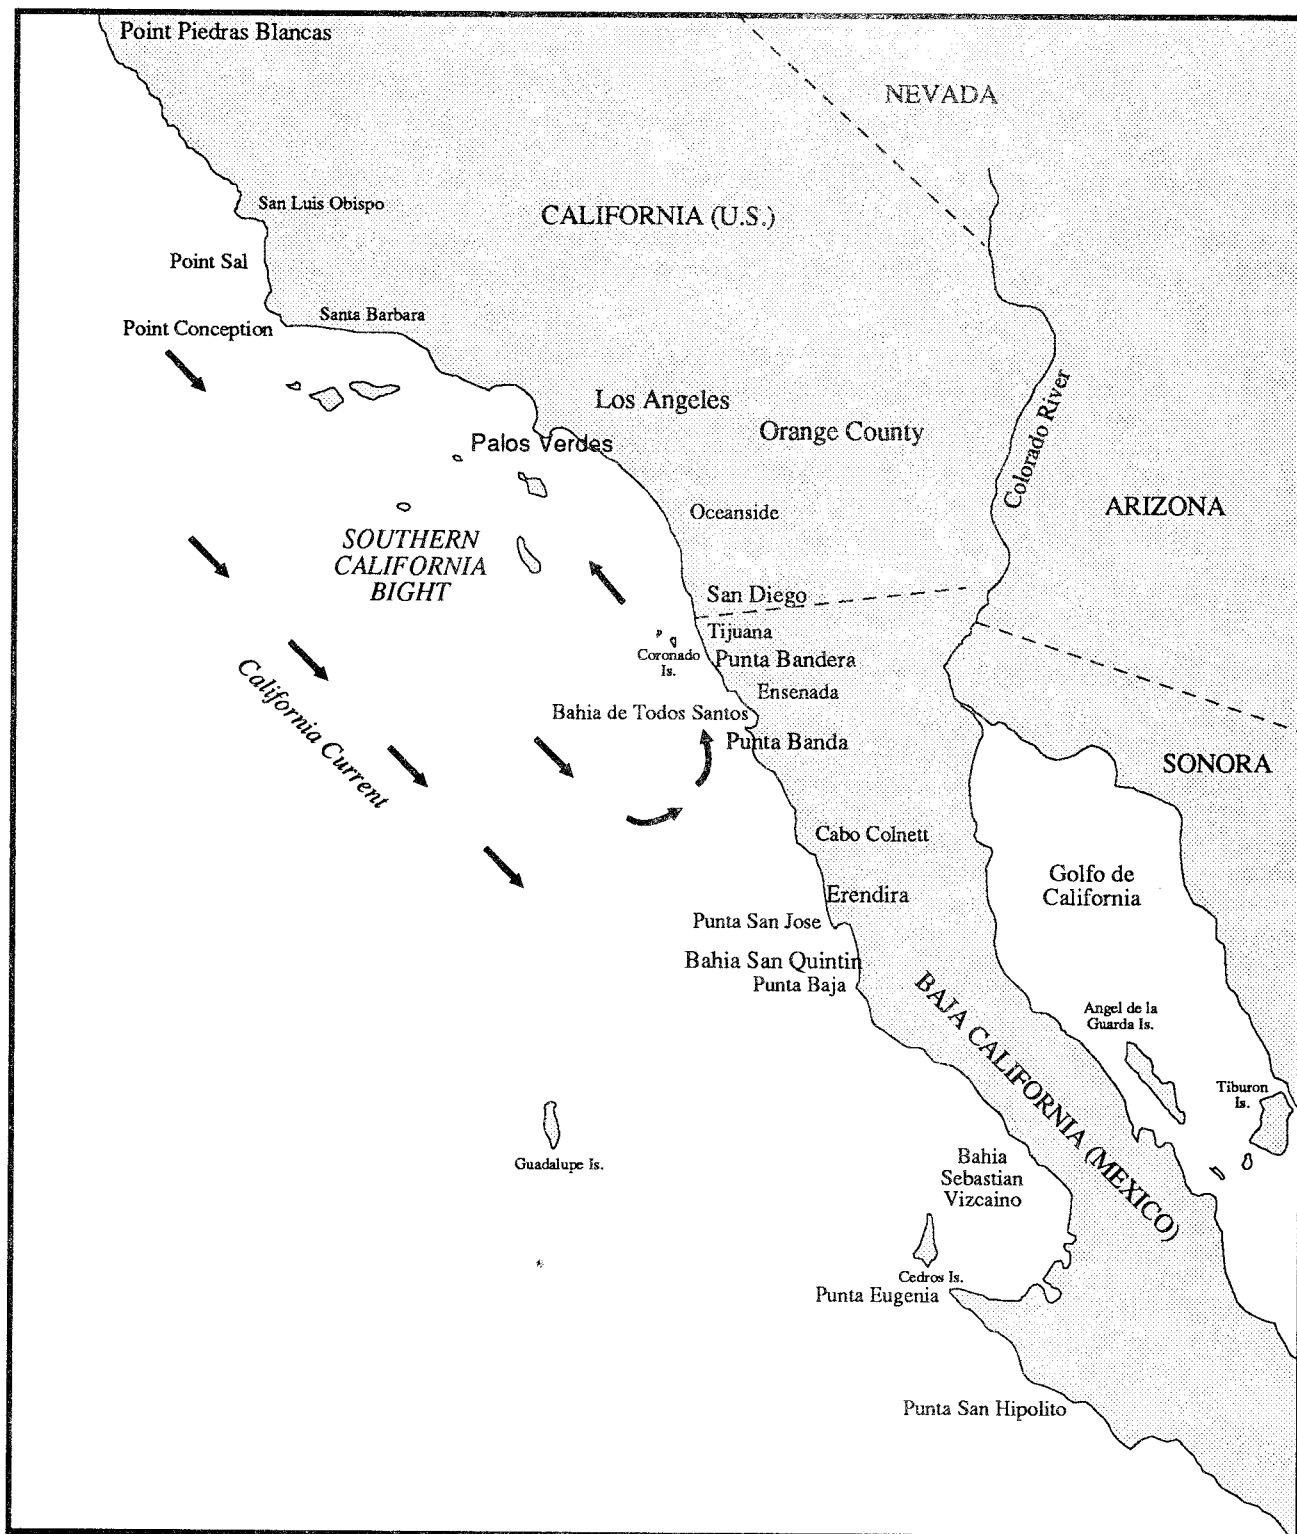 Point Piedras Blancas
NEVADA
San Luis Obispo
CALIFORNIA (U.S.)
Point Sal
Santa Barbara
Point Conception
Los Angeles
Orange County
Palos Verdes
Colorado River
ARIZONA
Oceanside
SOUTHERN
CALIFORNIA
BIGHT
San Diego
Tijuana
Coronado
Is.
Punta Bandera
Ensenada
California Current
Bahia de Todos Santos
Punta Banda
SONORA
Cabo Colnett
Golfo de
California
Erendira
Punta San Jose
Bahia San Quintin
Punta Baja
BAJA CALIFORNIA (MEXICO)
Angel de la
Guarda Is.
Tiburon
Is.
Guadalupe Is.
Bahia
Sebastian
Vizcaino
Cedros Is.
Punta Eugenia
Punta San Hipolito